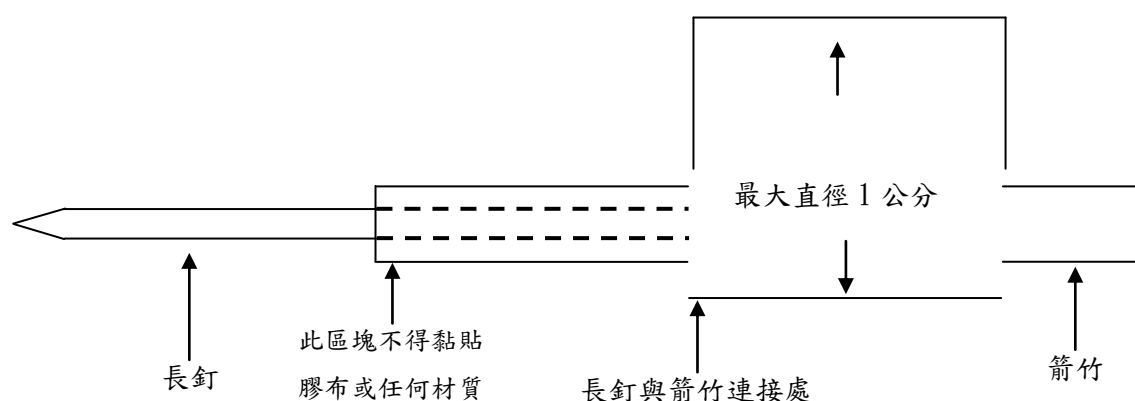 最大直徑 1 公分
長釘
此區塊不得黏貼
膠布或任何材質
長釘與箭竹連接處
箭竹